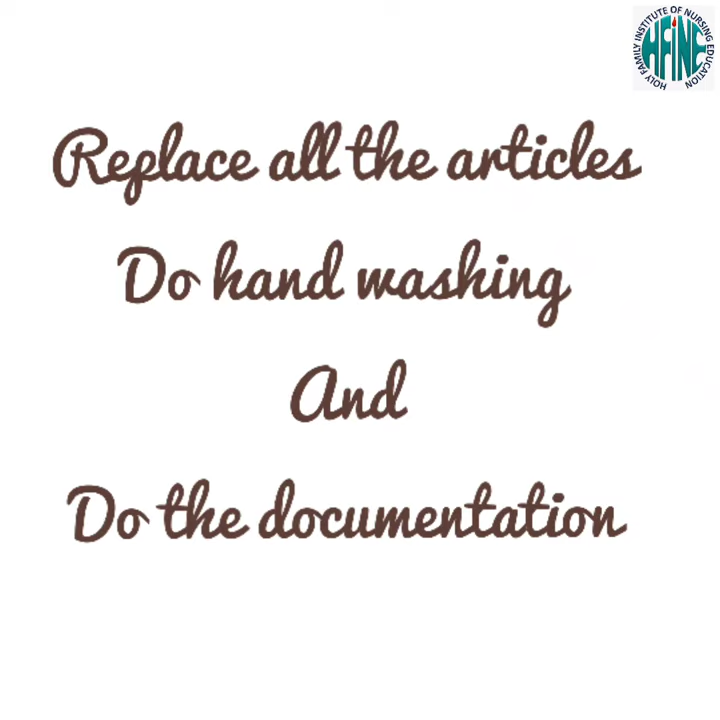 HOLY FAMILY INSTITUTE OF NURSING EDUCATION
HFINE
Replace all the articles
Do hand washing
And
Do the documentation